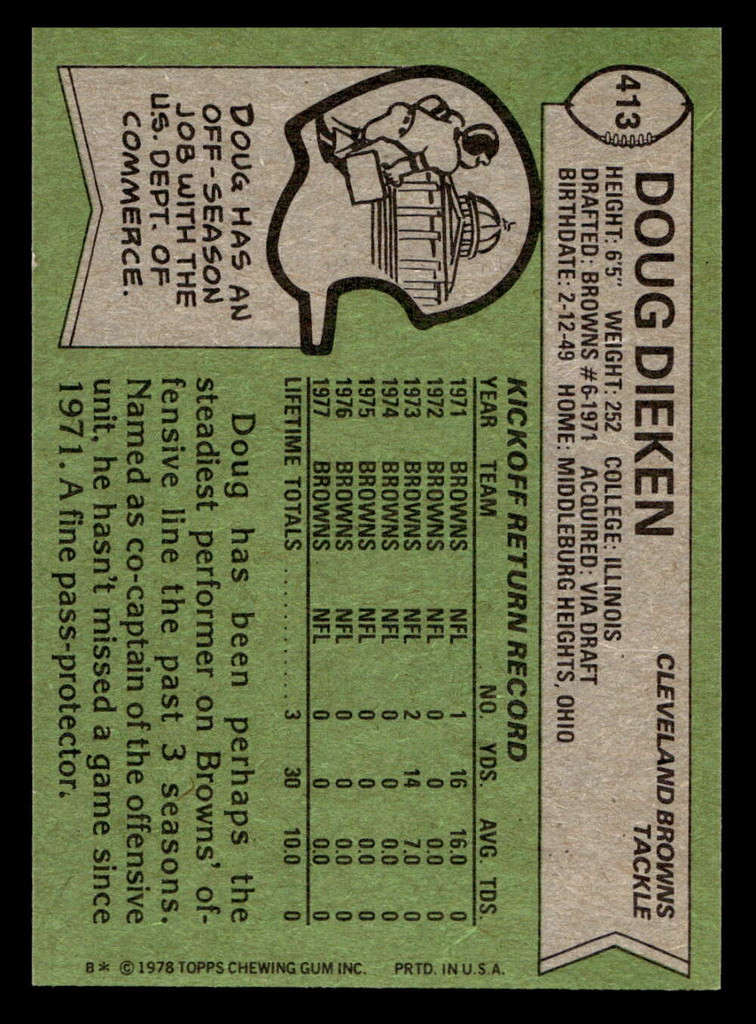 413
DOUG DIEKEN
CLEVELAND BROWNS
TACKLE
HEIGHT: 6'5" WEIGHT: 252 COLLEGE: ILLINOIS
DRAFTED: BROWNS #6-1971 ACQUIRED: VIA DRAFT
BIRTHDATE: 2-12-49 HOME: MIDDLEBURG HEIGHTS, OHIO
DOUG HAS AN
OFF-SEASON
JOB WITH THE
U.S. DEPT. OF
COMMERCE.
KICKOFF RETURN RECORD
YEAR TEAM NO. YDS. AVG. TDS.
1971 BROWNS NFL 1 16 16.0 0
1972 BROWNS NFL 0 0 0.0 0
1973 BROWNS NFL 2 14 7.0 0
1974 BROWNS NFL 0 0 0.0 0
1975 BROWNS NFL 0 0 0.0 0
1976 BROWNS NFL 0 0 0.0 0
1977 BROWNS NFL 0 0 0.0 0
LIFETIME TOTALS .......... 3 30 10.0 0
Doug has been perhaps the
steadiest performer on Browns' of-
fensive line the past 3 seasons.
Named as co-captain of the offensive
unit, he hasn't missed a game since
1971. A fine pass-protector.
B* © 1978 TOPPS CHEWING GUM INC. PRTD. IN U.S.A.